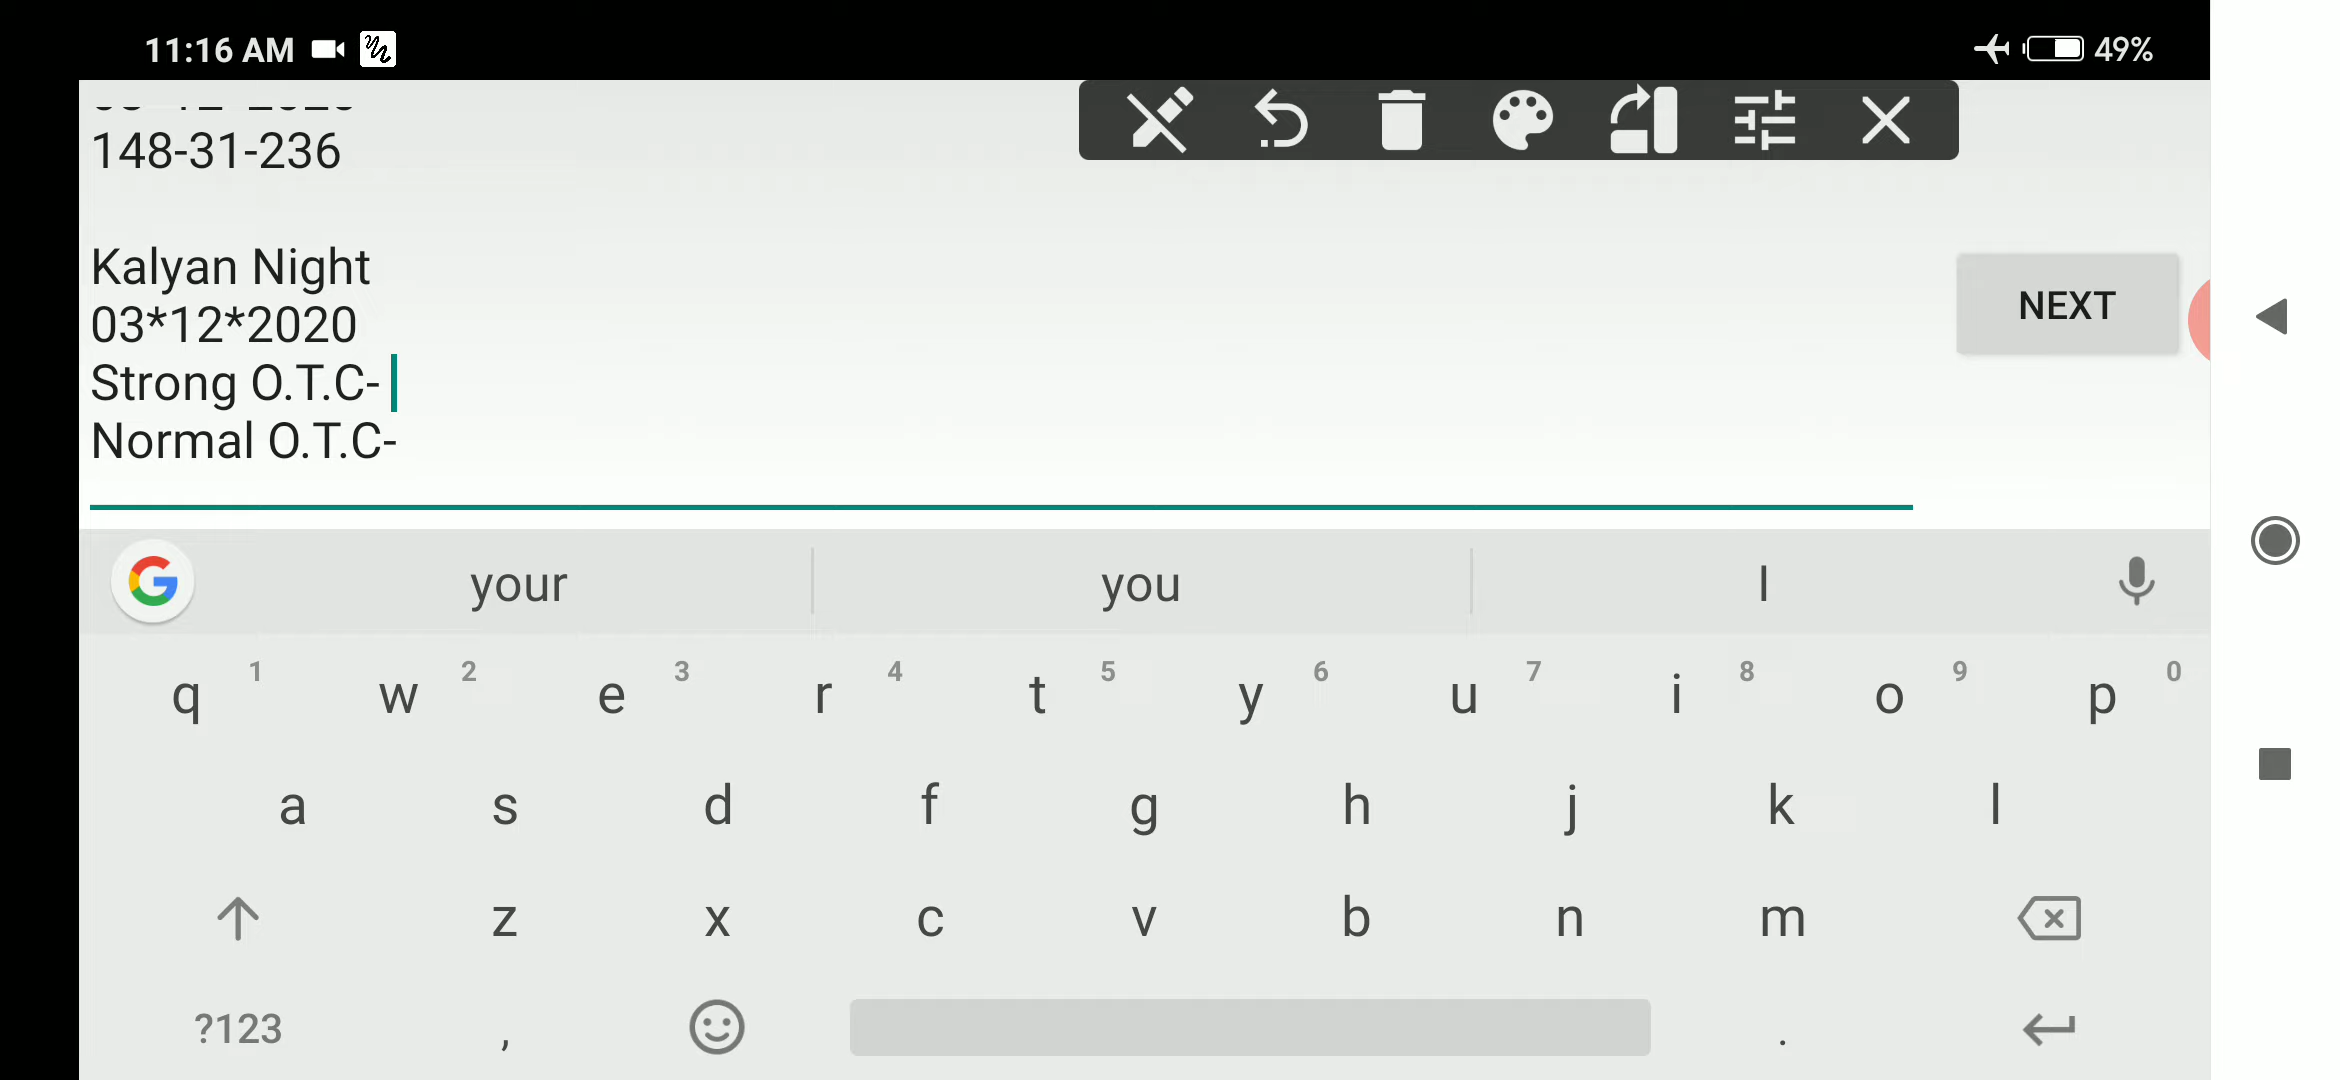 11:16 AM
49%
148-31-236
Kalyan Night
03*12*2020
Strong O.T.C-
Normal O.T.C-
NEXT
your you I
q 1 w 2 e 3 r 4 t 5 y 6 u 7 i 8 o 9 p 0
a s d f g h j k l
z x c v b n m
?123 , .